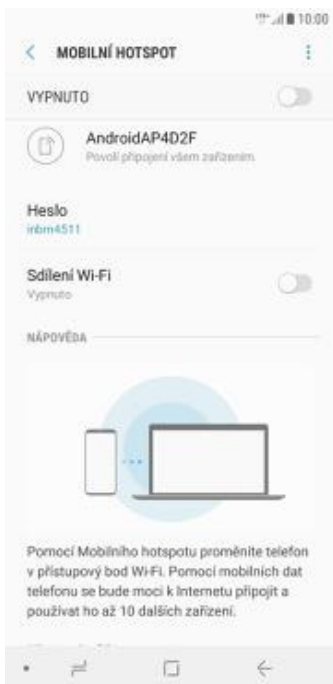 10:00
MOBILNÍ HOTSPOT
VYPNUTO
AndroidAP4D2F
Povolí připojení všem zařízením.
Heslo
inbm4511
Sdílení Wi-Fi
Vypnuto
NÁPOVĚDA
Pomocí Mobilního hotspotu proměníte telefon
v přístupový bod Wi-Fi. Pomocí mobilních dat
telefonu se bude moci k Internetu připojit a
používat ho až 10 dalších zařízení.